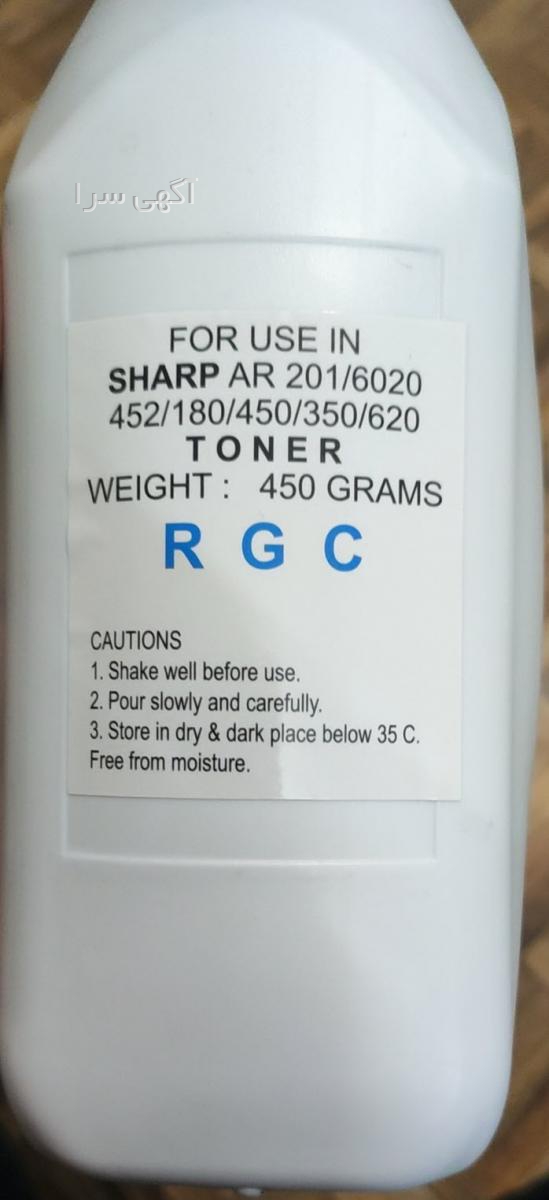 آگهی سرا
FOR USE IN
SHARP AR 201/6020
452/180/450/350/620
TONER
WEIGHT : 450 GRAMS
R G C
CAUTIONS
1. Shake well before use.
2. Pour slowly and carefully.
3. Store in dry & dark place below 35 C.
Free from moisture.